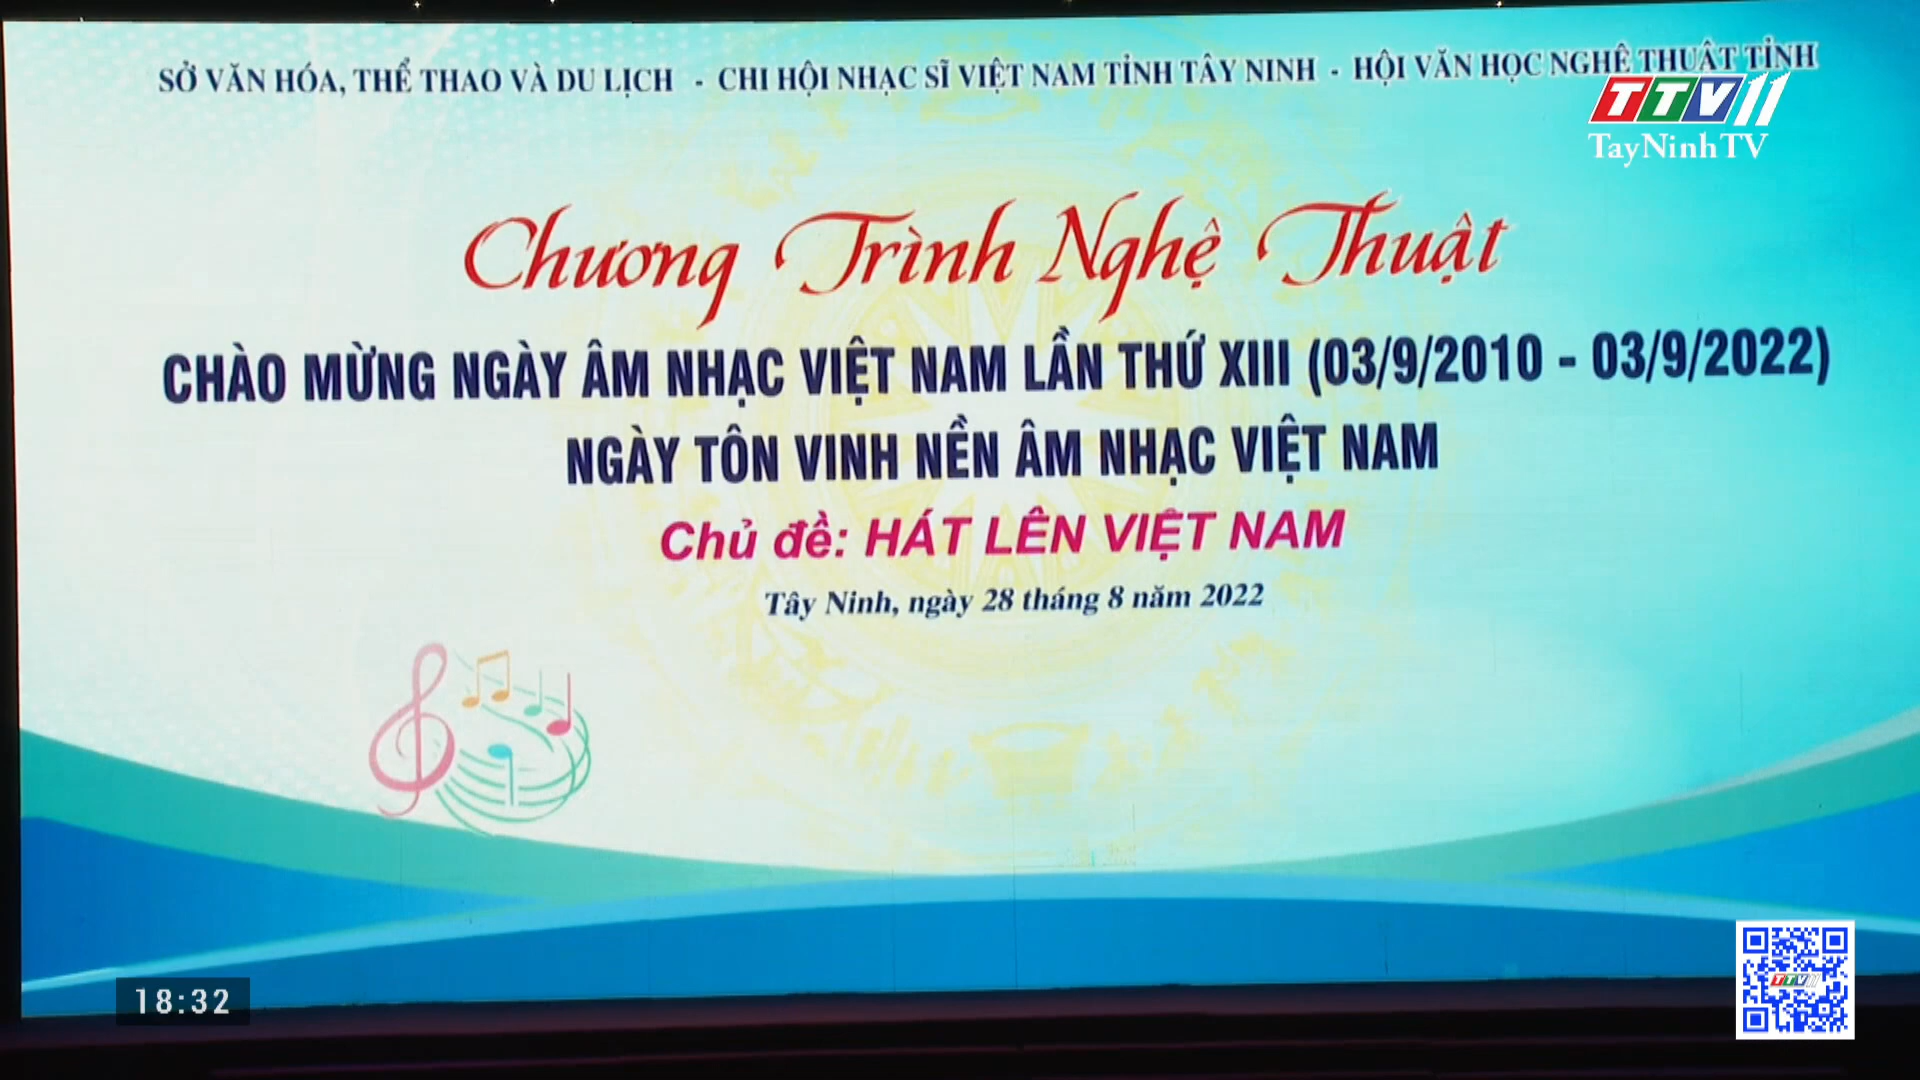 SỞ VĂN HÓA, THỂ THAO VÀ DU LỊCH - CHI HỘI NHẠC SĨ VIỆT NAM TỈNH TÂY NINH - HỘI VĂN HỌC NGHỆ THUẬT TỈNH
TTV11
TayNinhTV
Chương Trình Nghệ Thuật
CHÀO MỪNG NGÀY ÂM NHẠC VIỆT NAM LẦN THỨ XIII (03/9/2010 - 03/9/2022)
NGÀY TÔN VINH NỀN ÂM NHẠC VIỆT NAM
Chủ đề: HÁT LÊN VIỆT NAM
Tây Ninh, ngày 28 tháng 8 năm 2022
18:32
TTV11